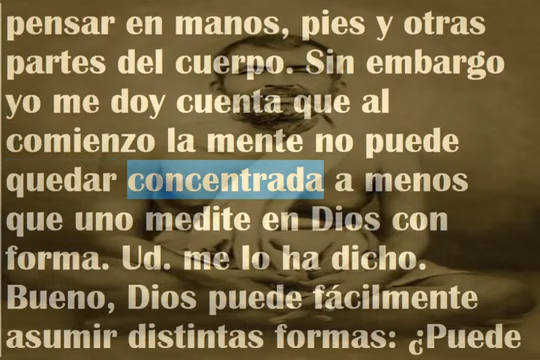 pensar en manos, pies y otras
partes del cuerpo. Sin embargo
yo me doy cuenta que al
comienzo la mente no puede
quedar concentrada a menos
que uno medite en Dios con
forma. Ud. me lo ha dicho.
Bueno, Dios puede fácilmente
asumir distintas formas: ¿Puede